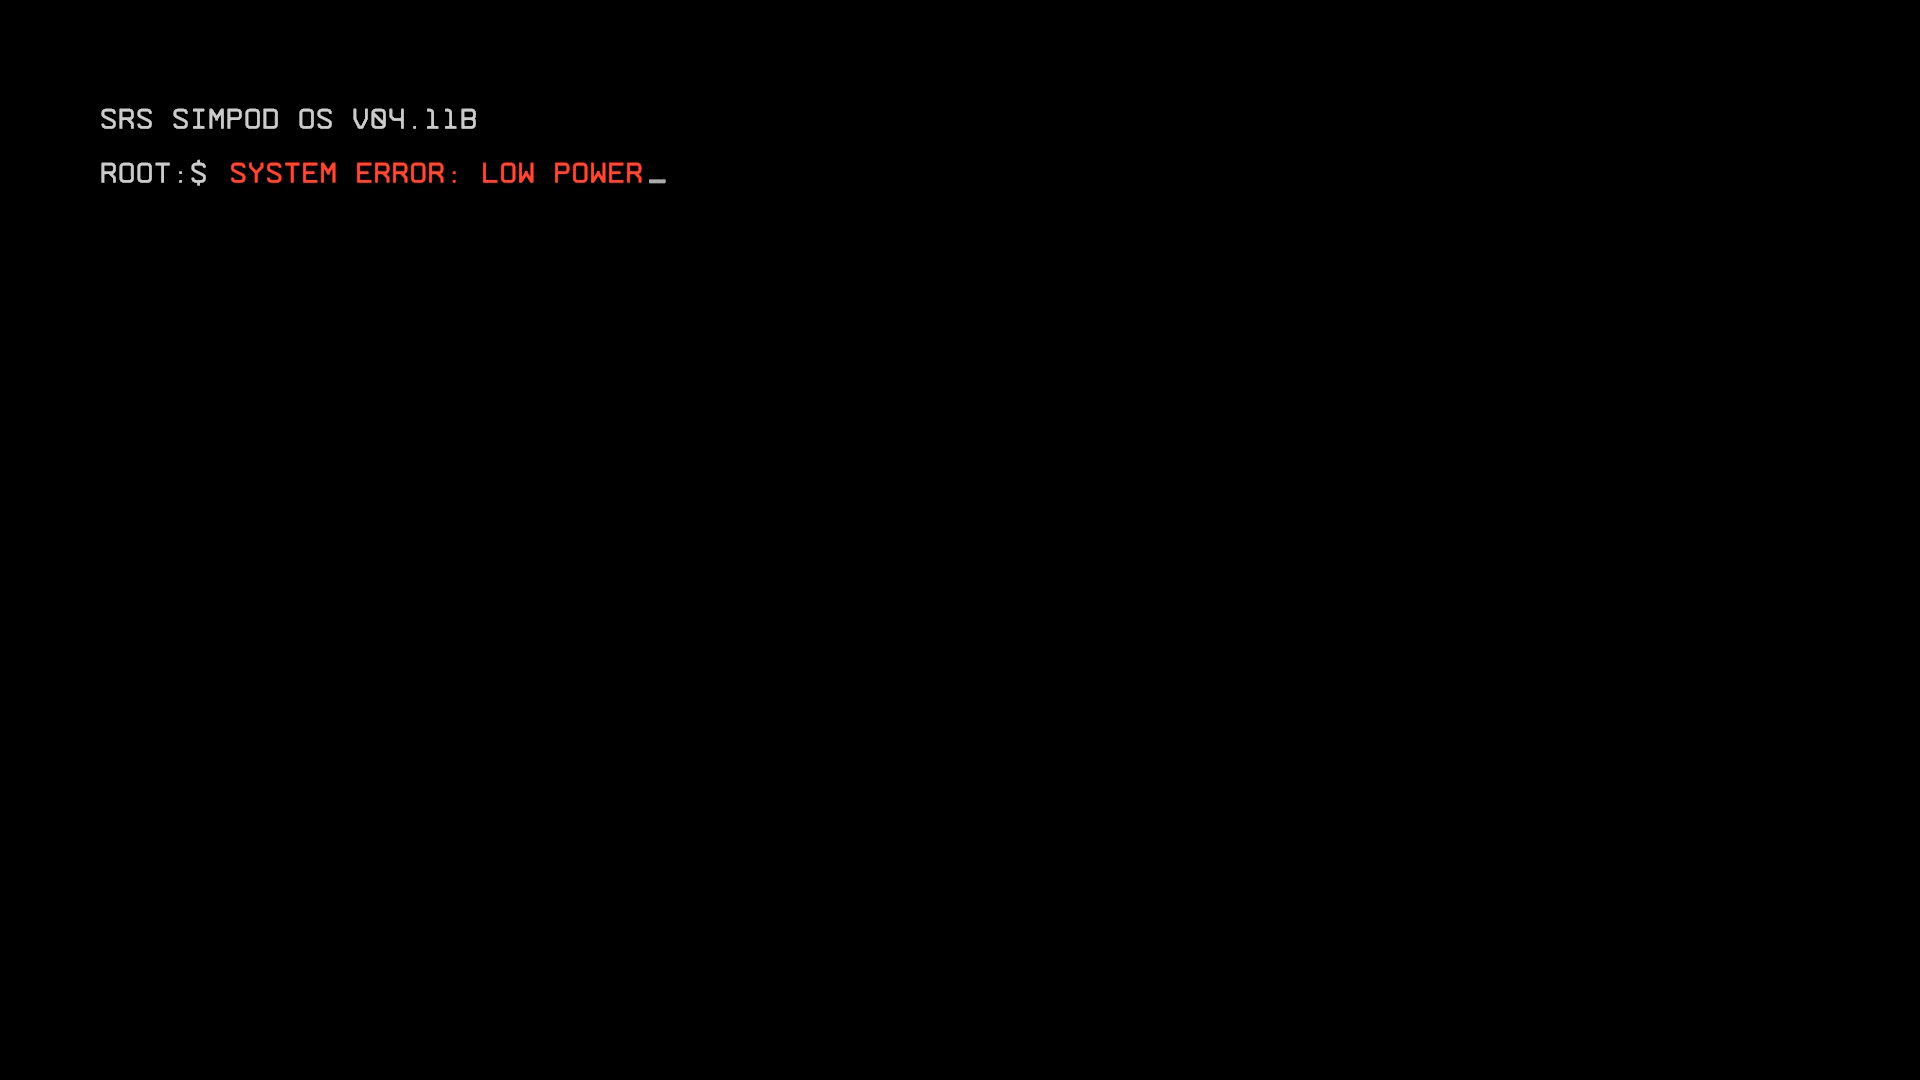 SRS SIMPOD OS V04.11B
ROOT:$ SYSTEM ERROR: LOW POWER_